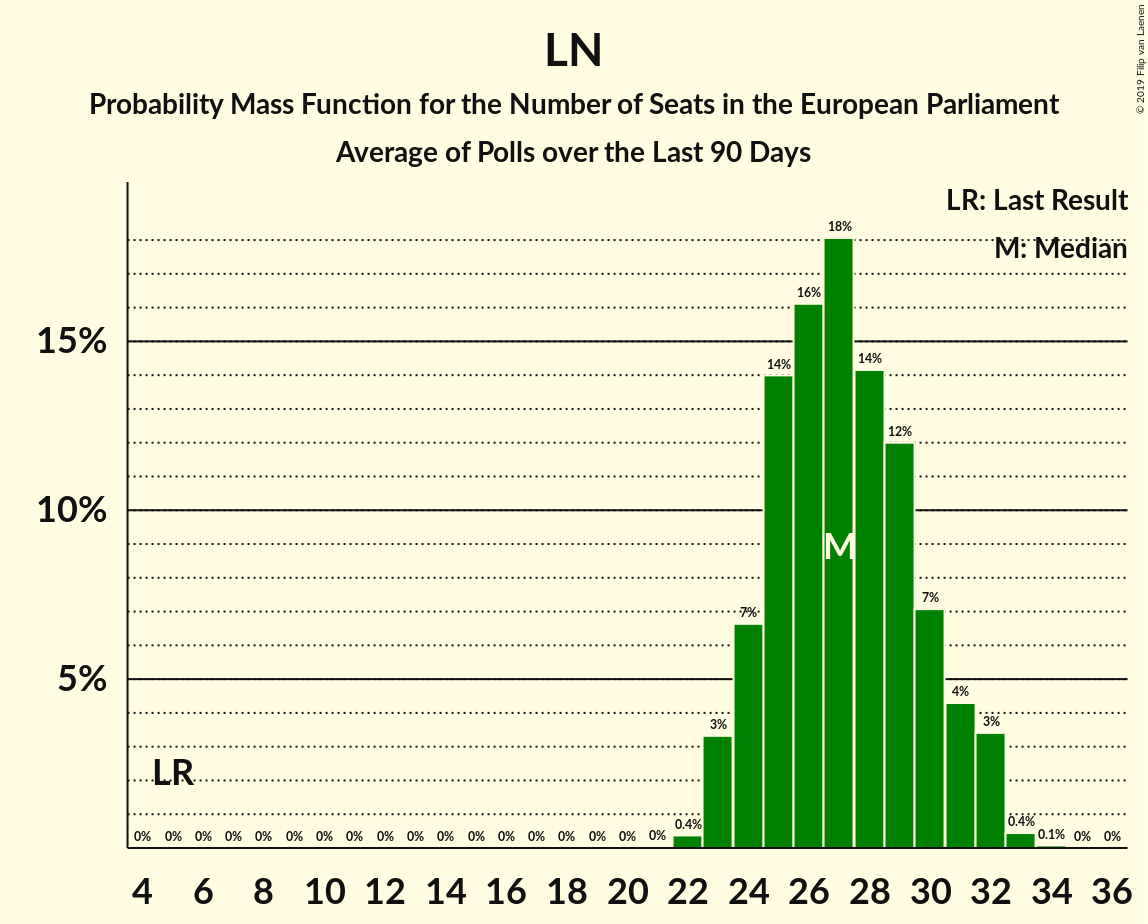 © 2019 Filip van Laenen
LN
Probability Mass Function for the Number of Seats in the European Parliament
Average of Polls over the Last 90 Days
LR: Last Result
M: Median
15%
10%
5%
18%
16%
14%
14%
12%
7%
7%
4%
3%
3%
M
LR
0% 0% 0% 0% 0% 0% 0% 0% 0% 0% 0% 0% 0% 0% 0% 0% 0% 0% 0.4% 0.4% 0.1% 0% 0%
4 6 8 10 12 14 16 18 20 22 24 26 28 30 32 34 36